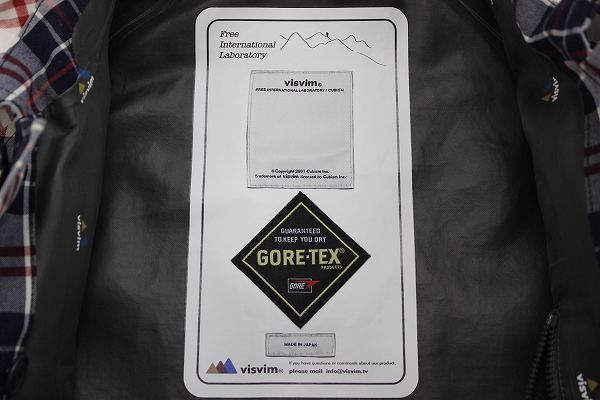 Free
International
Laboratory
visvim®
FREE INTERNATIONAL LABORATORY / CUBISM
©Copyright 2001 Cubism Inc.
Trademark of visvim licensed by Cubism Inc.
GUARANTEED
TO KEEP YOU DRY
GORE-TEX®
PRODUCTS
GORE
MADE IN JAPAN
visvim®
If you have questions or comments about our product,
please mail info@visvim.tv
visvim
visvim
visvim
visvim